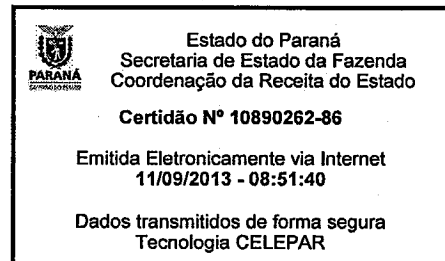 Estado do Paraná
Secretaria de Estado da Fazenda
Coordenação da Receita do Estado
PARANÁ
Certidão Nº 10890262-86
Emitida Eletronicamente via Internet
11/09/2013 - 08:51:40
Dados transmitidos de forma segura
Tecnologia CELEPAR